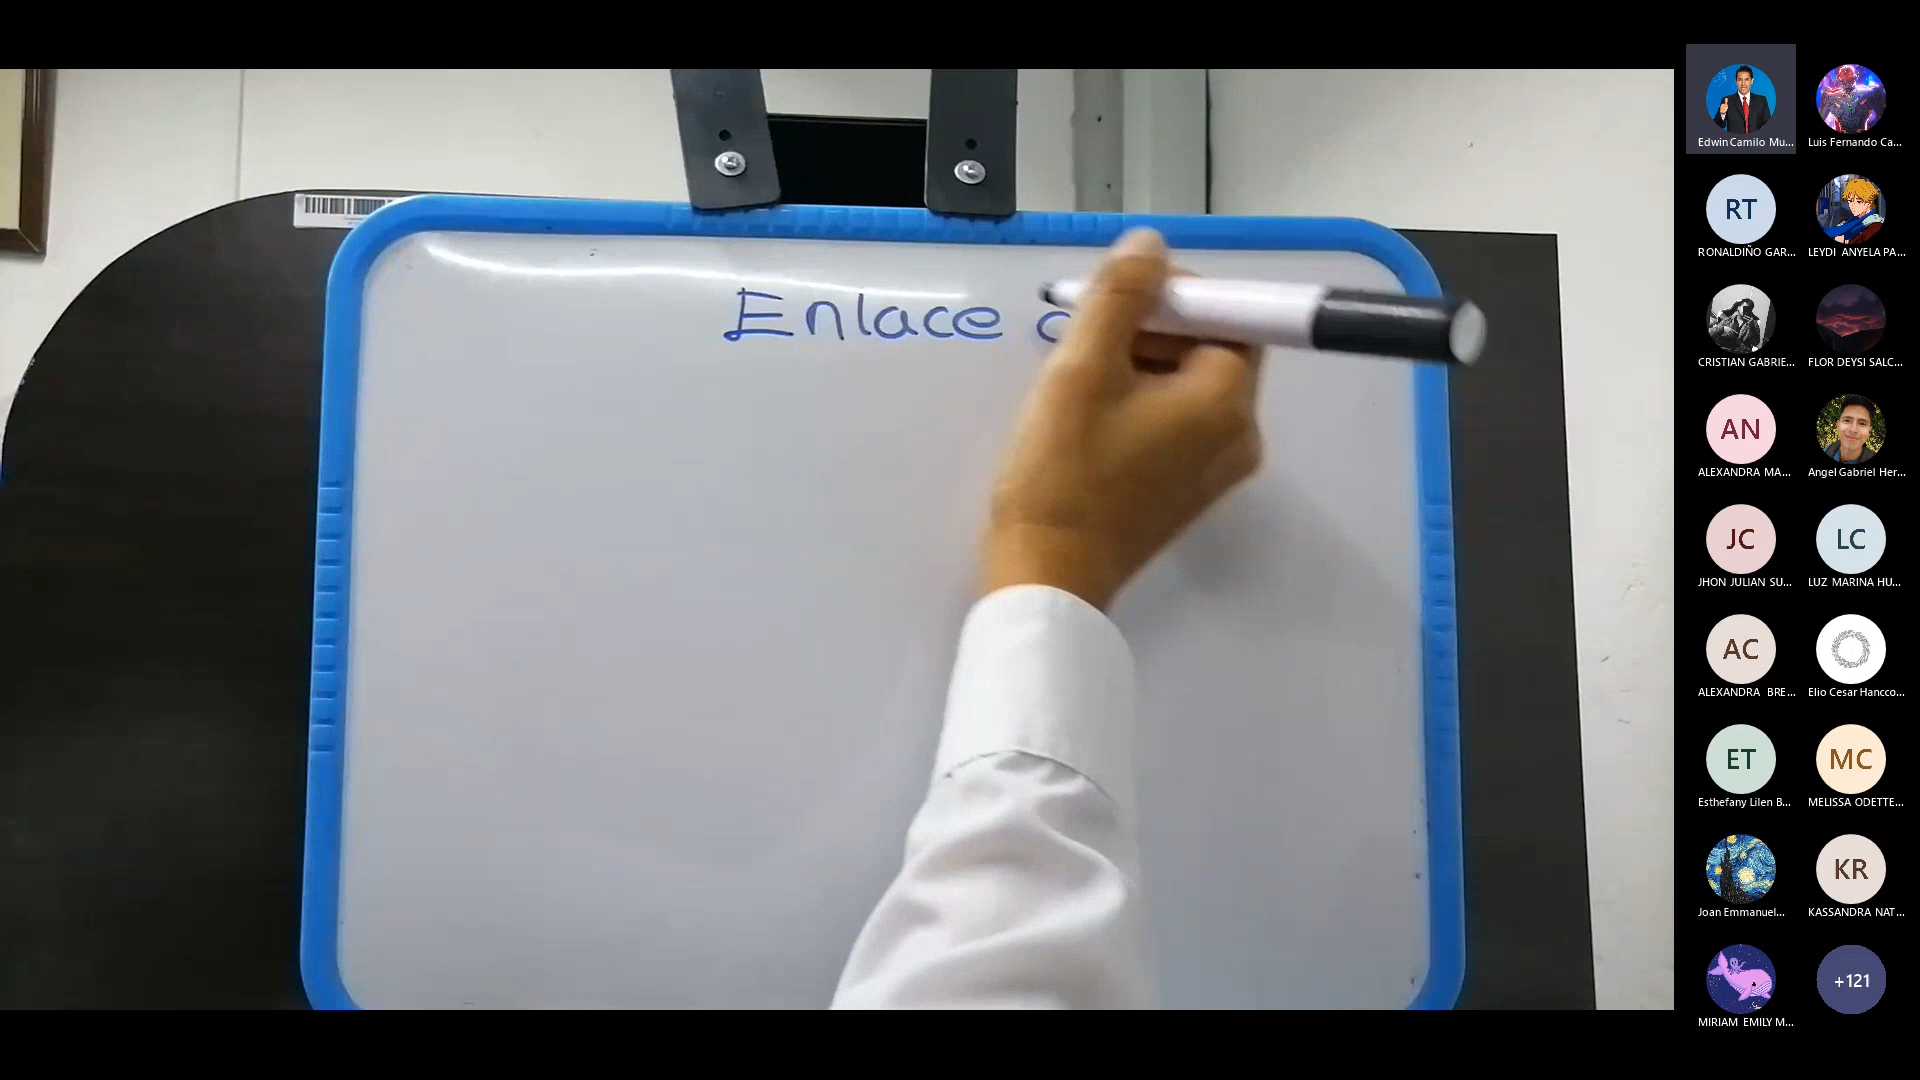 Enlace
Edwin Camilo Mu...
Luis Fernando Ca...
RT
RONALDIÑO GAR...
LEYDI ANYELA PA...
CRISTIAN GABRIE...
FLOR DEYSI SALC...
AN
ALEXANDRA MA...
Angel Gabriel Her...
JC
JHON JULIAN SU...
LC
LUZ MARINA HU...
AC
ALEXANDRA BRE...
Elio Cesar Hancco...
ET
Esthefany Lilen B...
MC
MELISSA ODETTE...
Joan Emmanuel...
KR
KASSANDRA NAT...
MIRIAM EMILY M...
+121